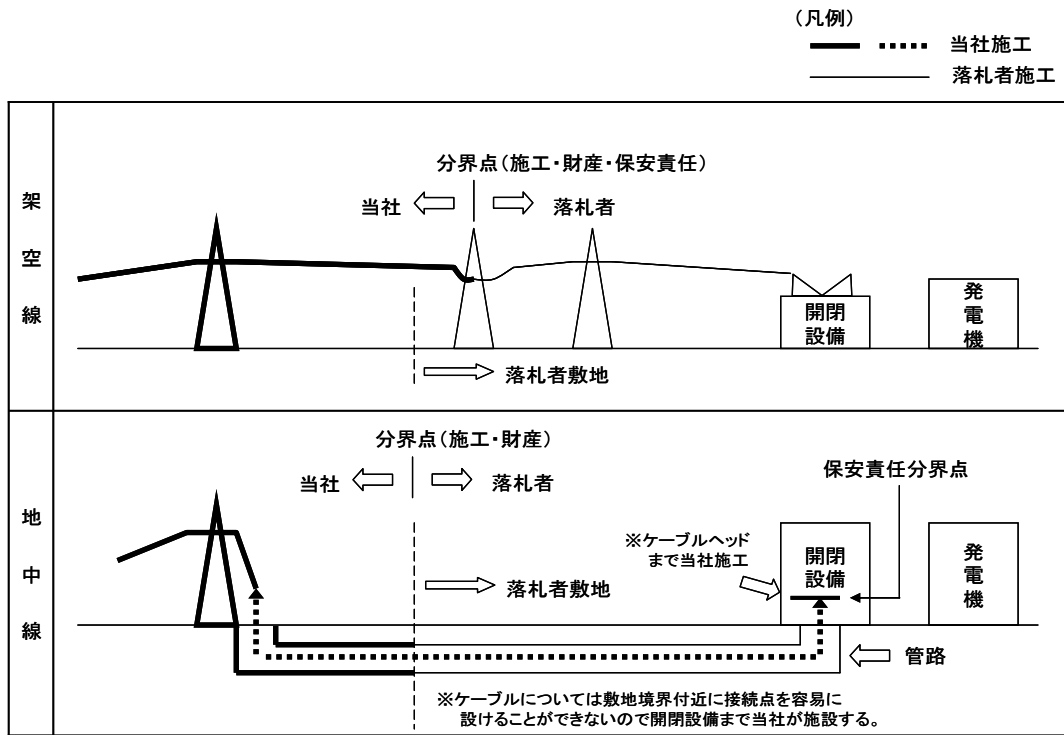 (凡例)
当社施工
落札者施工
架空線
分界点(施工・財産・保安責任)
当社
落札者
開閉
設備
発電機
落札者敷地
地中線
分界点(施工・財産)
当社
落札者
保安責任分界点
※ケーブルヘッド
まで当社施工
開閉
設備
発電機
落札者敷地
管路
※ケーブルについては敷地境界付近に接続点を容易に
設けることができないので開閉設備まで当社が施設する。